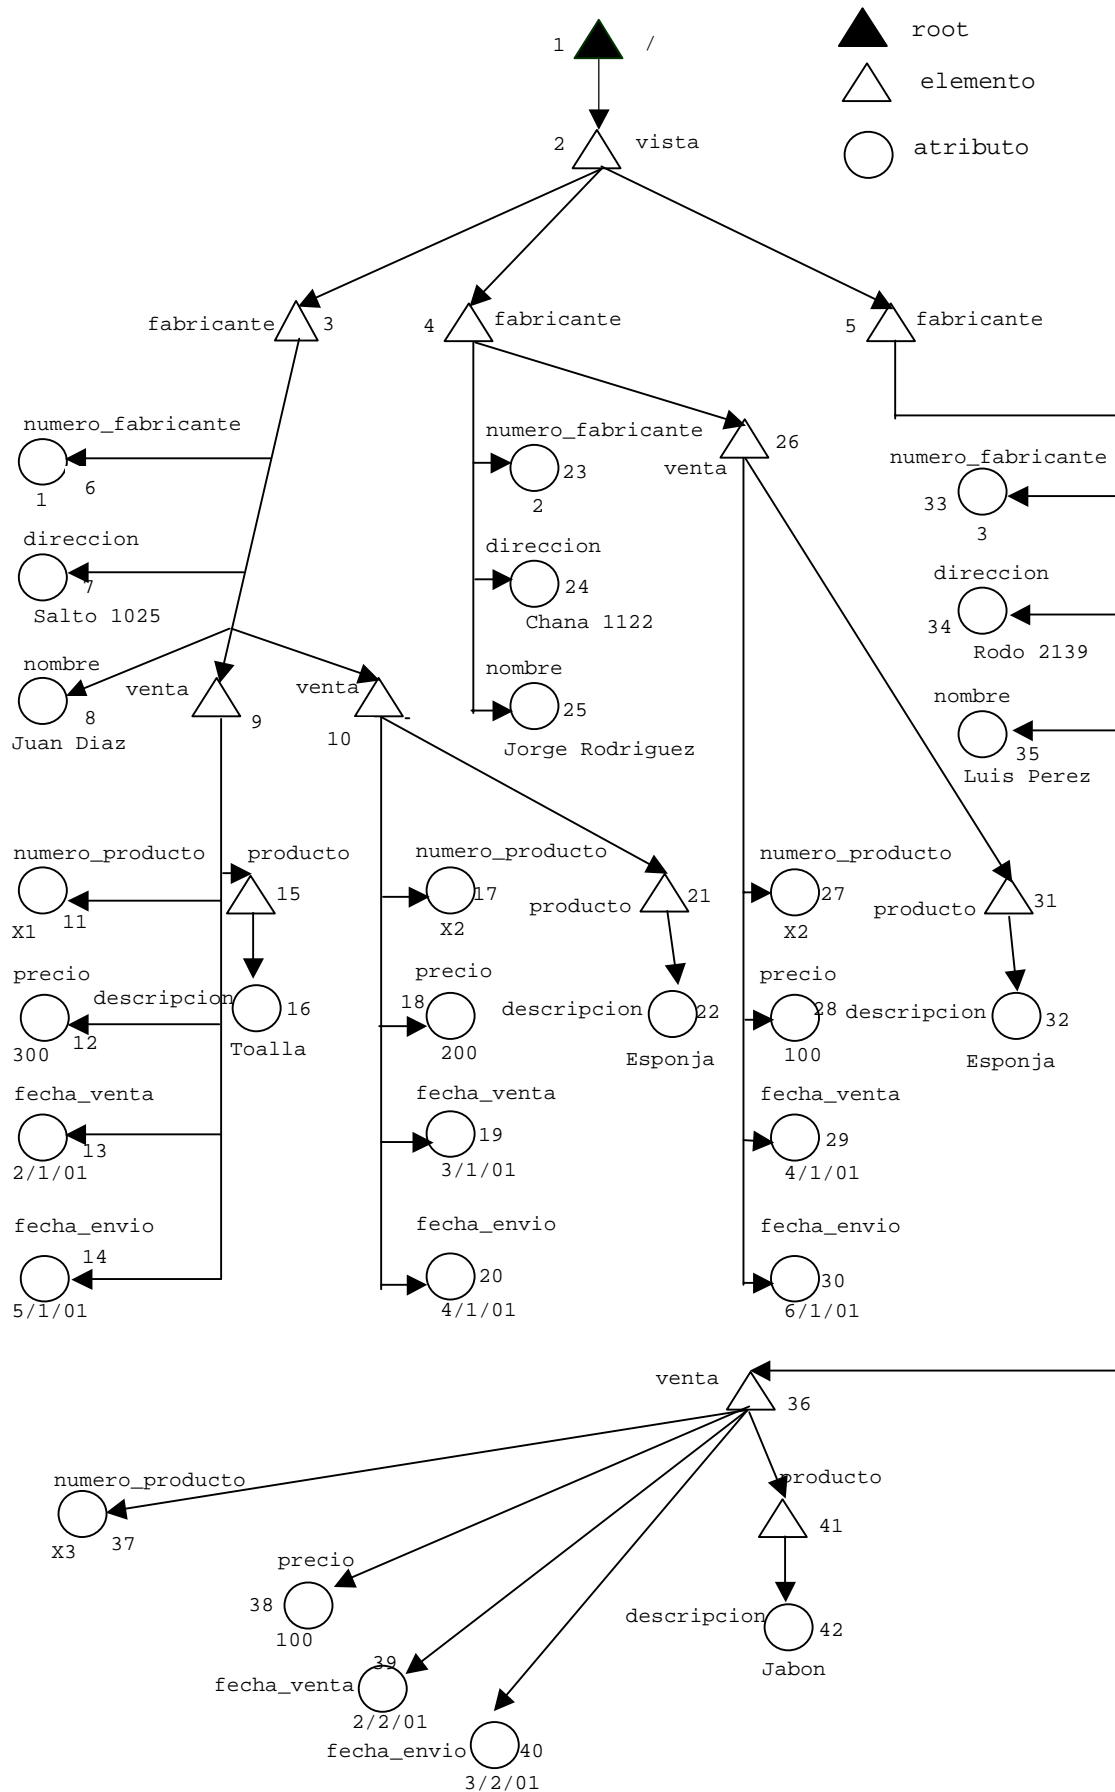 1 /
root
elemento
2 vista
atributo
fabricante 3
4 fabricante
5 fabricante
numero_fabricante
6
1
direccion
7
Salto 1025
nombre
8
Juan Diaz
venta
9
venta
10
numero_fabricante
23
2
direccion
24
Chana 1122
nombre
25
Jorge Rodriguez
26
venta
numero_fabricante
33
3
direccion
34
Rodo 2139
nombre
35
Luis Perez
numero_producto
11
X1
precio
12
300
fecha_venta
13
2/1/01
fecha_envio
14
5/1/01
producto
15
descripcion
16
Toalla
numero_producto
17
X2
precio
18
200
fecha_venta
19
3/1/01
fecha_envio
20
4/1/01
producto 21
descripcion 22
Esponja
numero_producto
27
X2
precio
28
100
fecha_venta
29
4/1/01
fecha_envio
30
6/1/01
producto 31
descripcion 32
Esponja
venta
36
numero_producto
37
X3
precio
38
100
39
fecha_venta
2/2/01
fecha_envio 40
3/2/01
producto
41
descripcion 42
Jabon